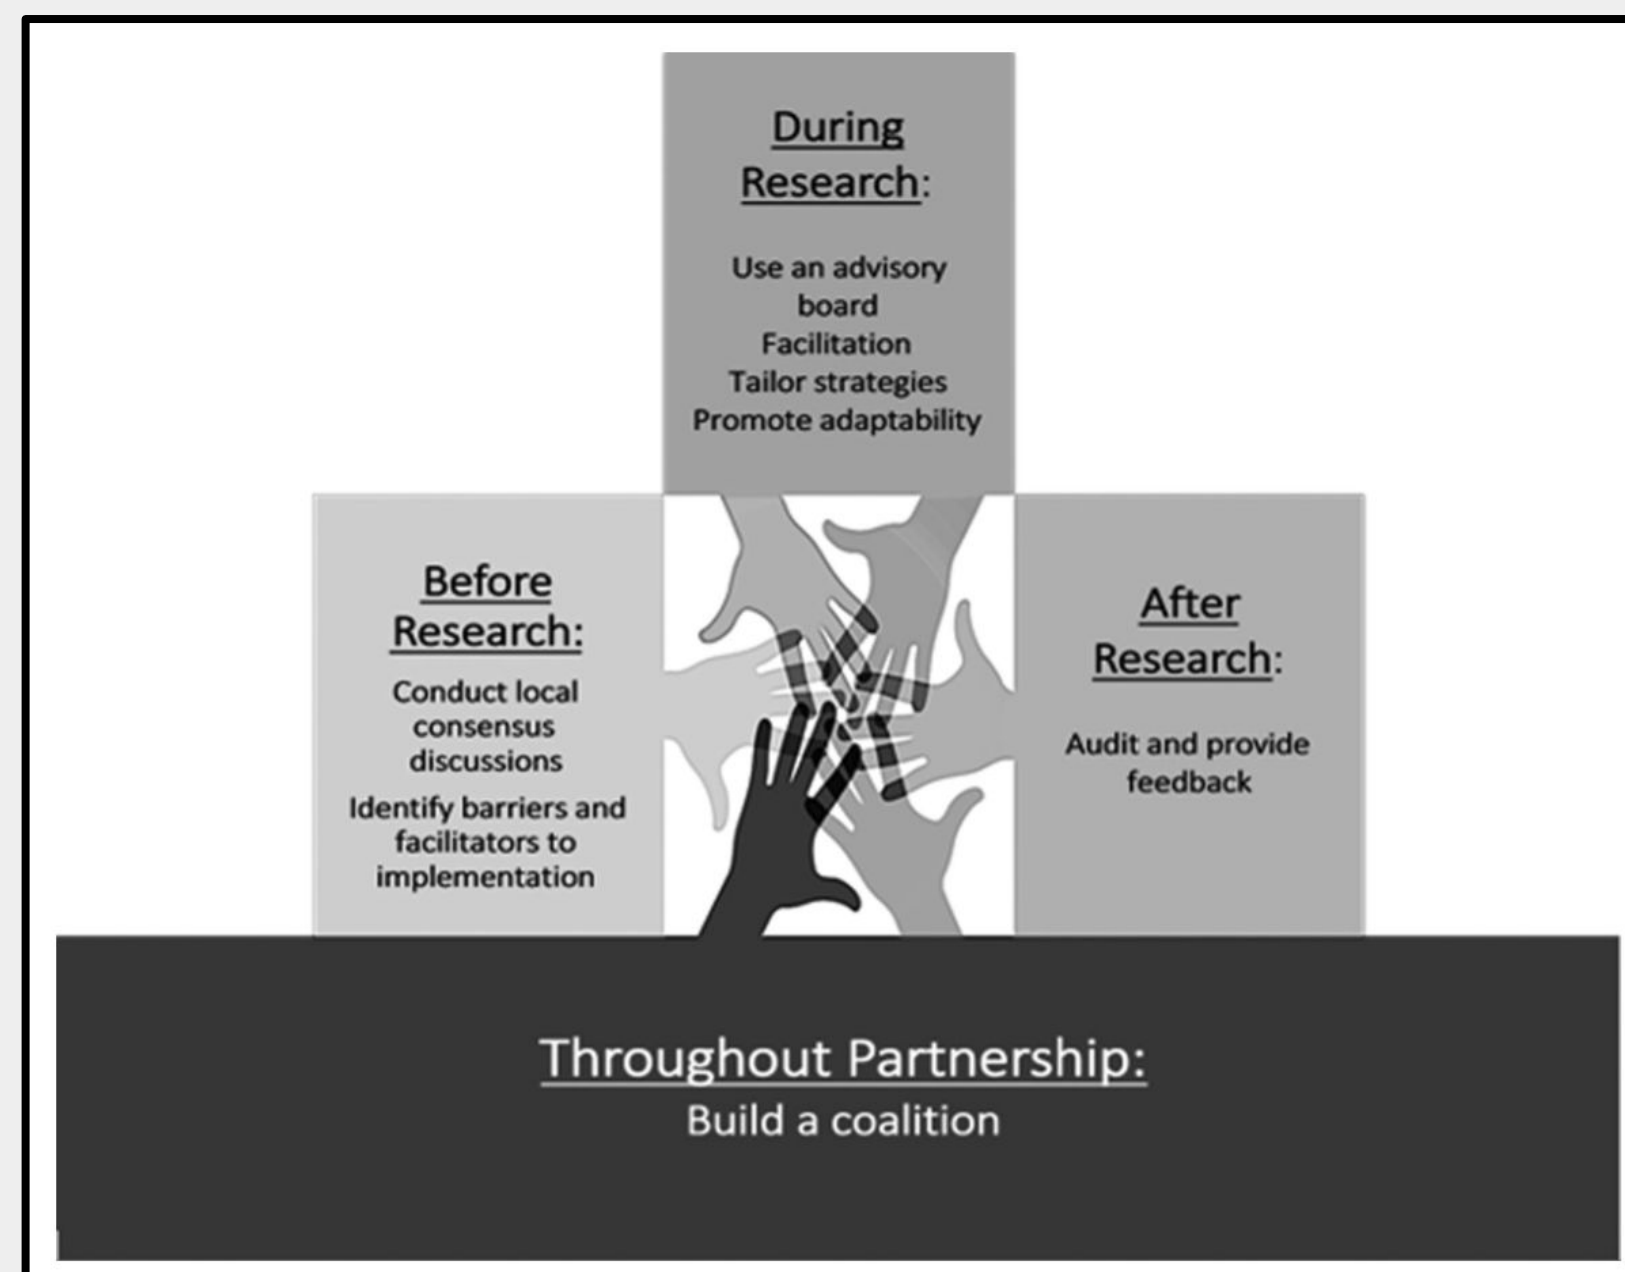 During
Research:
Use an advisory
board
Facilitation
Tailor strategies
Promote adaptability
Before
Research:
Conduct local
consensus
discussions
Identify barriers and
facilitators to
implementation
After
Research:
Audit and provide
feedback
Throughout Partnership:
Build a coalition